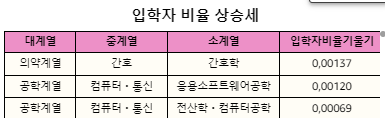 입학자 비율 상승세
대계열 중계열 소계열 입학자비율기울기
의약계열 간호 간호학 0,00137
공학계열 컴퓨터・통신 응용소프트웨어공학 0,00120
공학계열 컴퓨터・통신 전산학・컴퓨터공학 0,00069